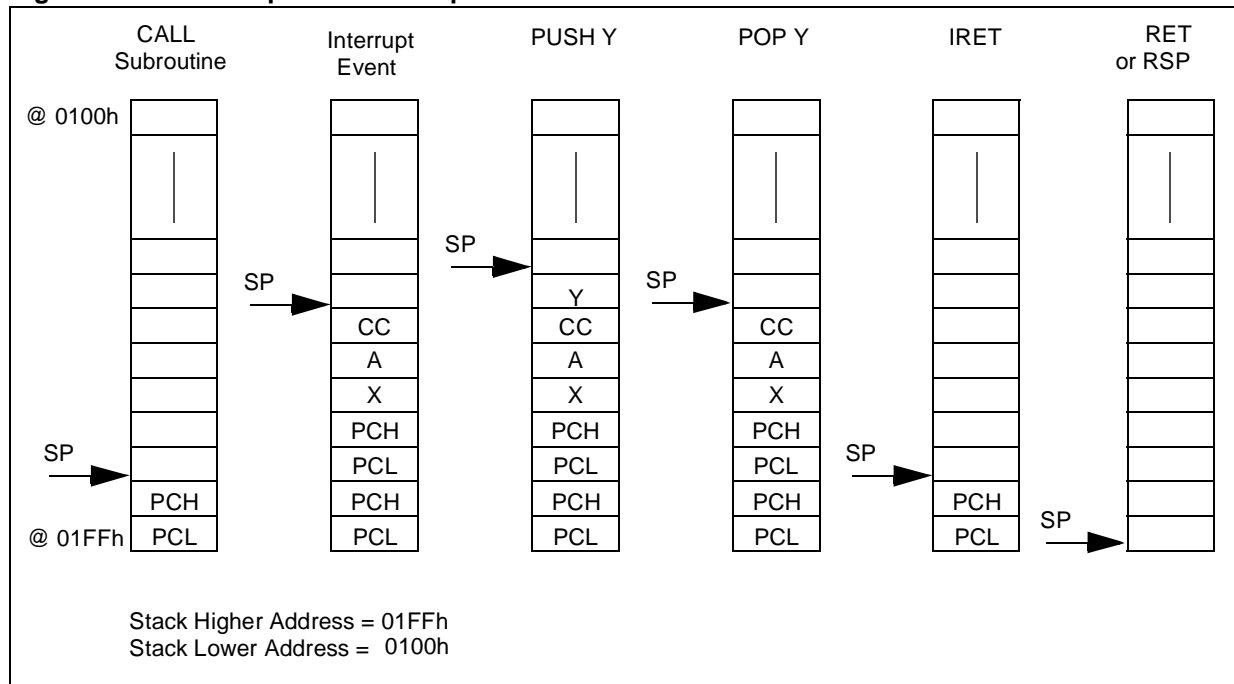 CALL
Subroutine
Interrupt
Event
PUSH Y
POP Y
IRET
RET
or RSP
@ 0100h
SP
SP
SP
Y
CC
CC
CC
A
A
A
X
X
X
PCH
PCH
PCH
SP
PCL
PCL
PCL
SP
PCH
PCH
PCH
PCH
PCH
@ 01FFh
PCL
PCL
PCL
PCL
PCL
SP
Stack Higher Address = 01FFh
Stack Lower Address = 0100h